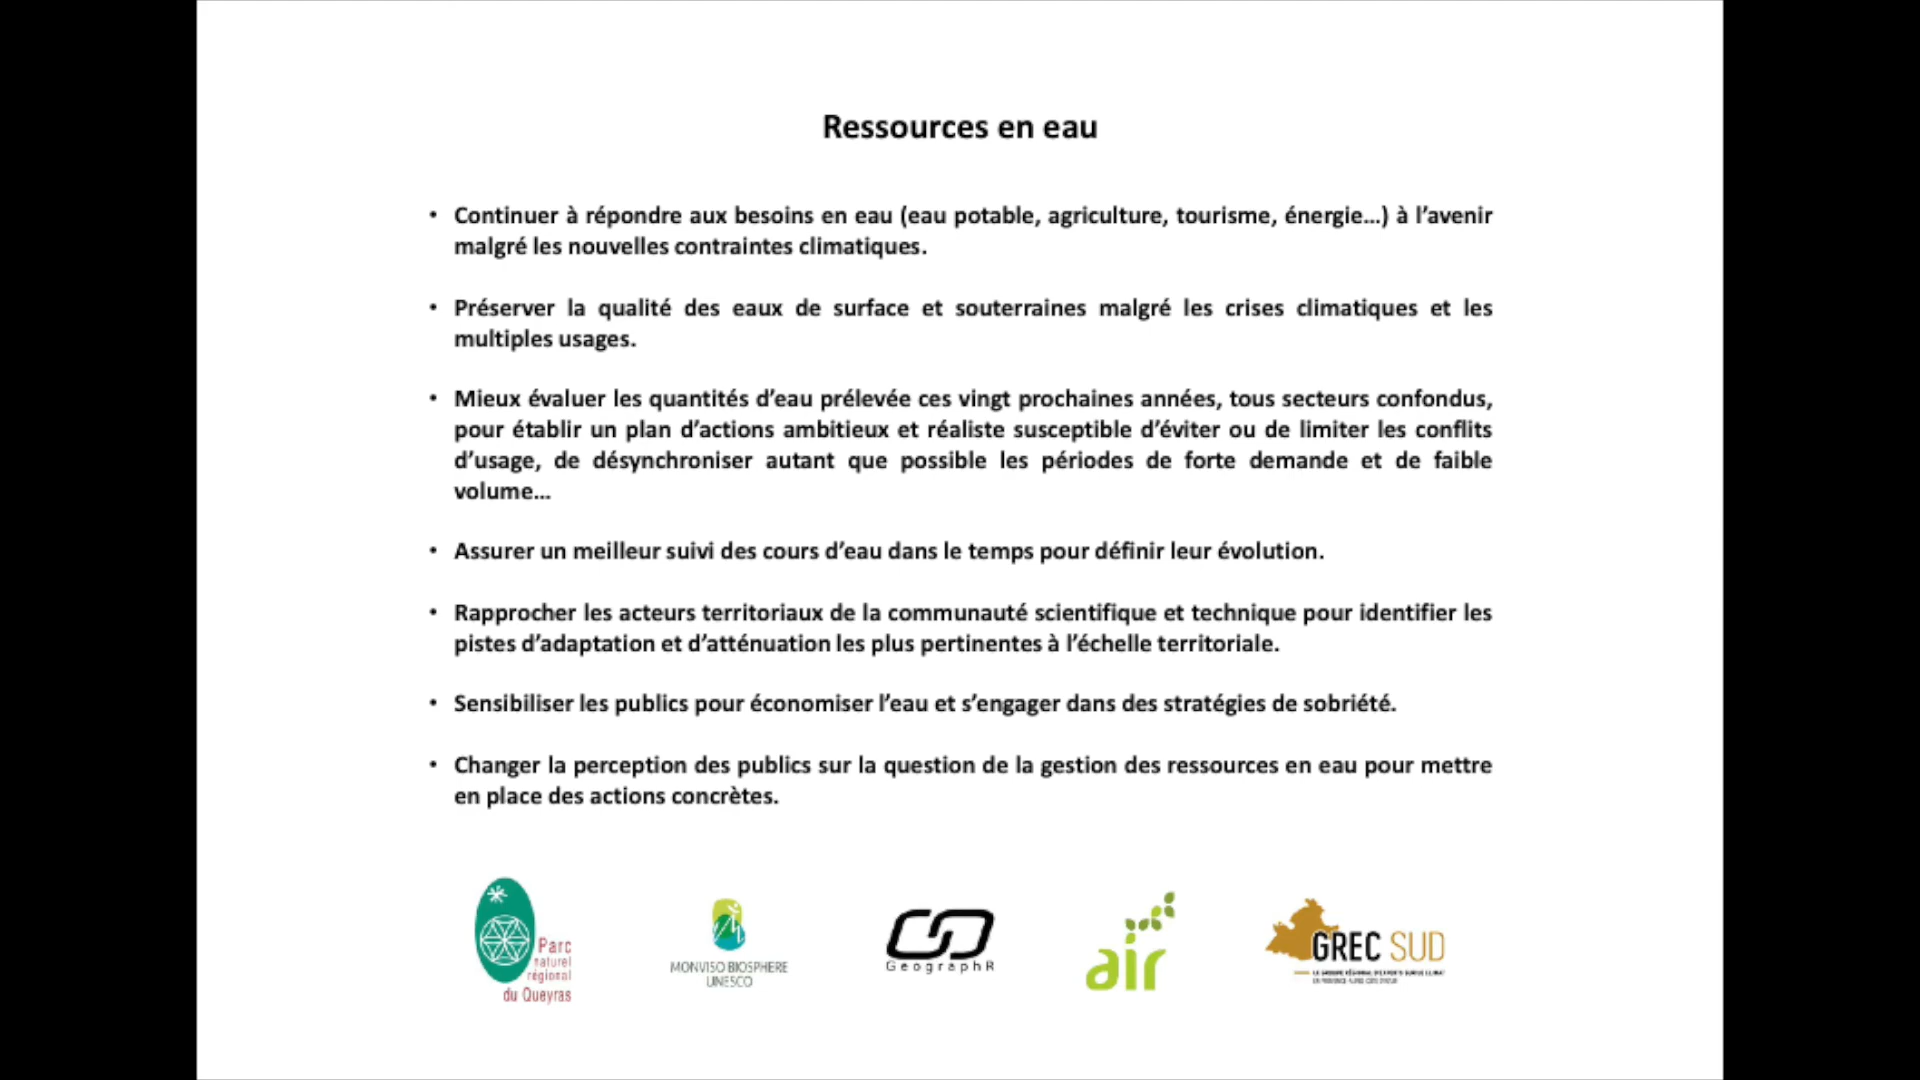 Ressources en eau
• Continuer à répondre aux besoins en eau (eau potable, agriculture, tourisme, énergie...) à l’avenir
malgré les nouvelles contraintes climatiques.
• Préserver la qualité des eaux de surface et souterraines malgré les crises climatiques et les
multiples usages.
• Mieux évaluer les quantités d’eau prélevée ces vingt prochaines années, tous secteurs confondus,
pour établir un plan d’actions ambitieux et réaliste susceptible d’éviter ou de limiter les conflits
d’usage, de désynchroniser autant que possible les périodes de forte demande et de faible
volume...
• Assurer un meilleur suivi des cours d’eau dans le temps pour définir leur évolution.
• Rapprocher les acteurs territoriaux de la communauté scientifique et technique pour identifier les
pistes d’adaptation et d’atténuation les plus pertinentes à l’échelle territoriale.
• Sensibiliser les publics pour économiser l’eau et s’engager dans des stratégies de sobriété.
• Changer la perception des publics sur la question de la gestion des ressources en eau pour mettre
en place des actions concrètes.
Parc
naturel
régional
du Queyras
MONVISO BIOSPHERE
UNESCO
GeographR
air
GREC SUD